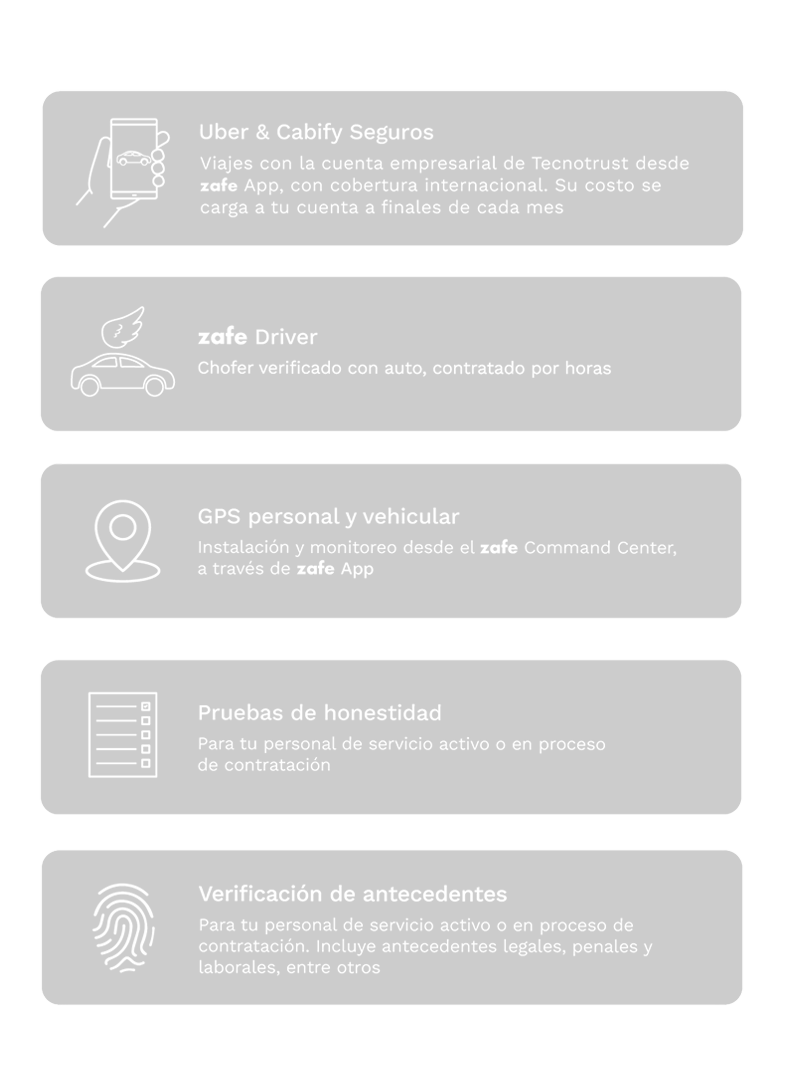 Uber & Cabify Seguros
Viajes con la cuenta empresarial de Tecnotrust desde
zafe App, con cobertura internacional. Su costo se
carga a tu cuenta a finales de cada mes
zafe Driver
Chofer verificado con auto, contratado por horas
GPS personal y vehicular
Instalación y monitoreo desde el zafe Command Center,
a través de zafe App
Pruebas de honestidad
Para tu personal de servicio activo o en proceso
de contratación
Verificación de antecedentes
Para tu personal de servicio activo o en proceso de
contratación. Incluye antecedentes legales, penales y
laborales, entre otros